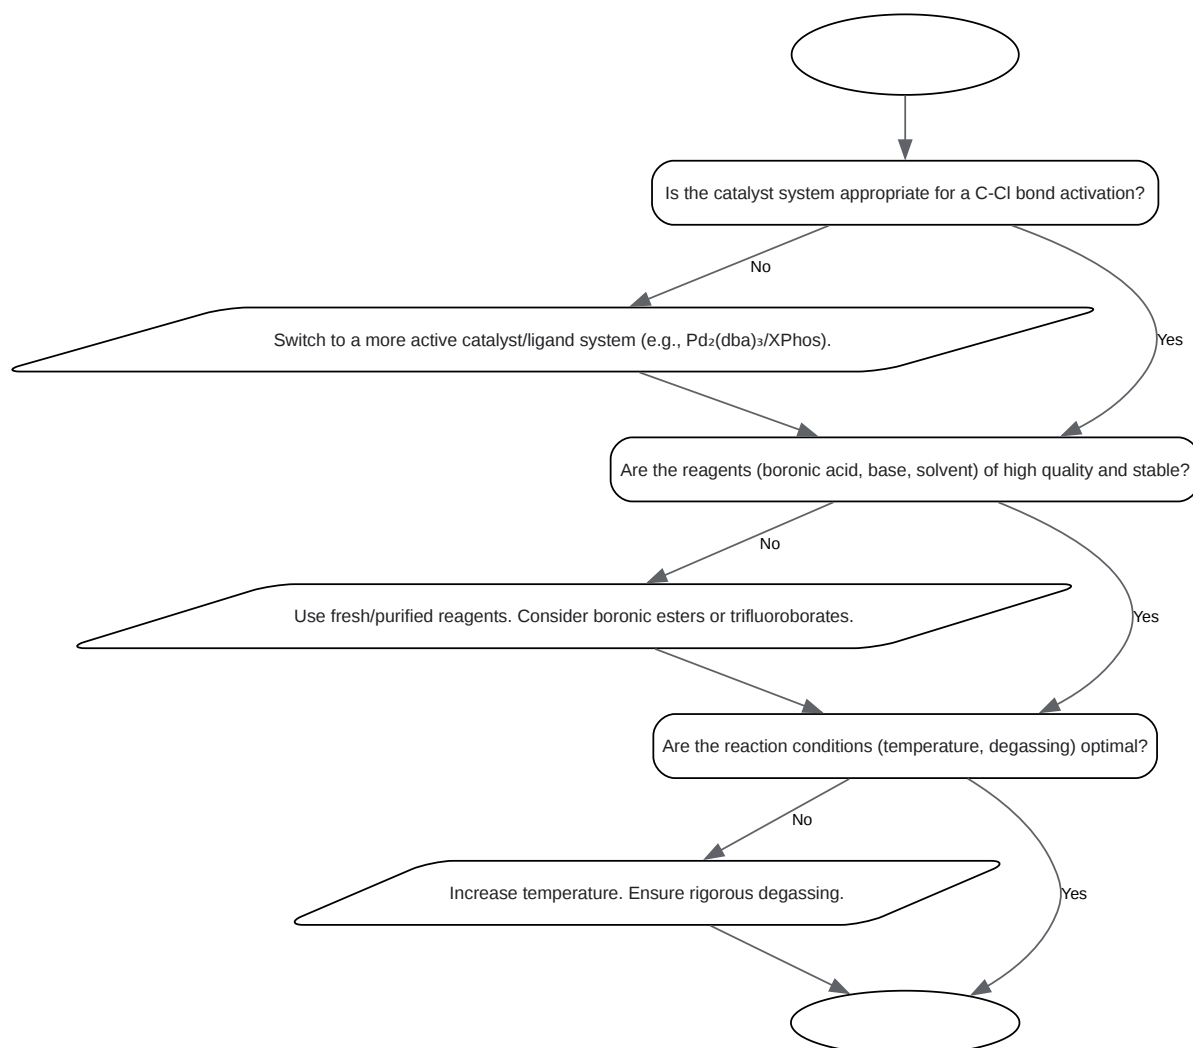 Is the catalyst system appropriate for a C-Cl bond activation?
No
Switch to a more active catalyst/ligand system (e.g., Pd₂(dba)₃/XPhos).
Yes
Are the reagents (boronic acid, base, solvent) of high quality and stable?
No
Use fresh/purified reagents. Consider boronic esters or trifluoroborates.
Yes
Are the reaction conditions (temperature, degassing) optimal?
No
Increase temperature. Ensure rigorous degassing.
Yes